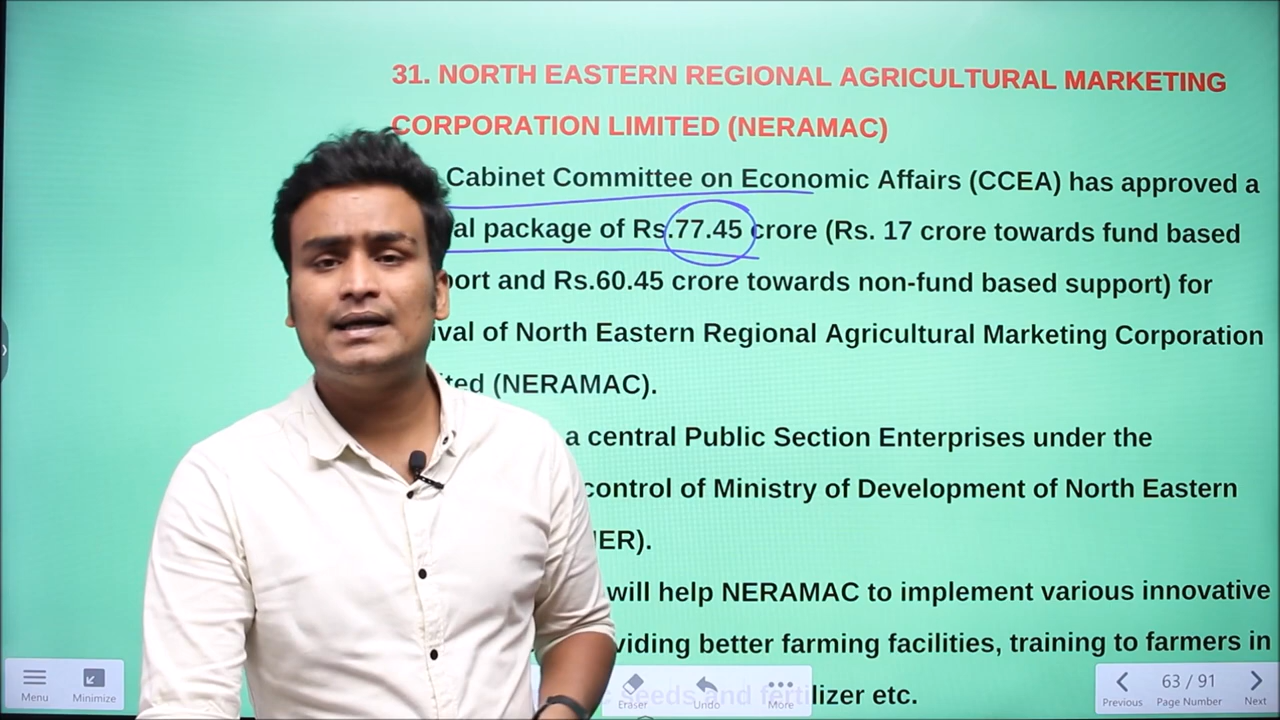 31. NORTH EASTERN REGIONAL AGRICULTURAL MARKETING
CORPORATION LIMITED (NERAMAC)
Cabinet Committee on Economic Affairs (CCEA) has approved a
package of Rs.77.45 crore (Rs. 17 crore towards fund based
and Rs.60.45 crore towards non-fund based support) for
of North Eastern Regional Agricultural Marketing Corporation
(NERAMAC).
a central Public Section Enterprises under the
control of Ministry of Development of North Eastern
will help NERAMAC to implement various innovative
better farming facilities, training to farmers in
seeds and fertilizer etc.
Menu
Minimize
Eraser
Undo
More
Previous
63 / 91
Page Number
Next